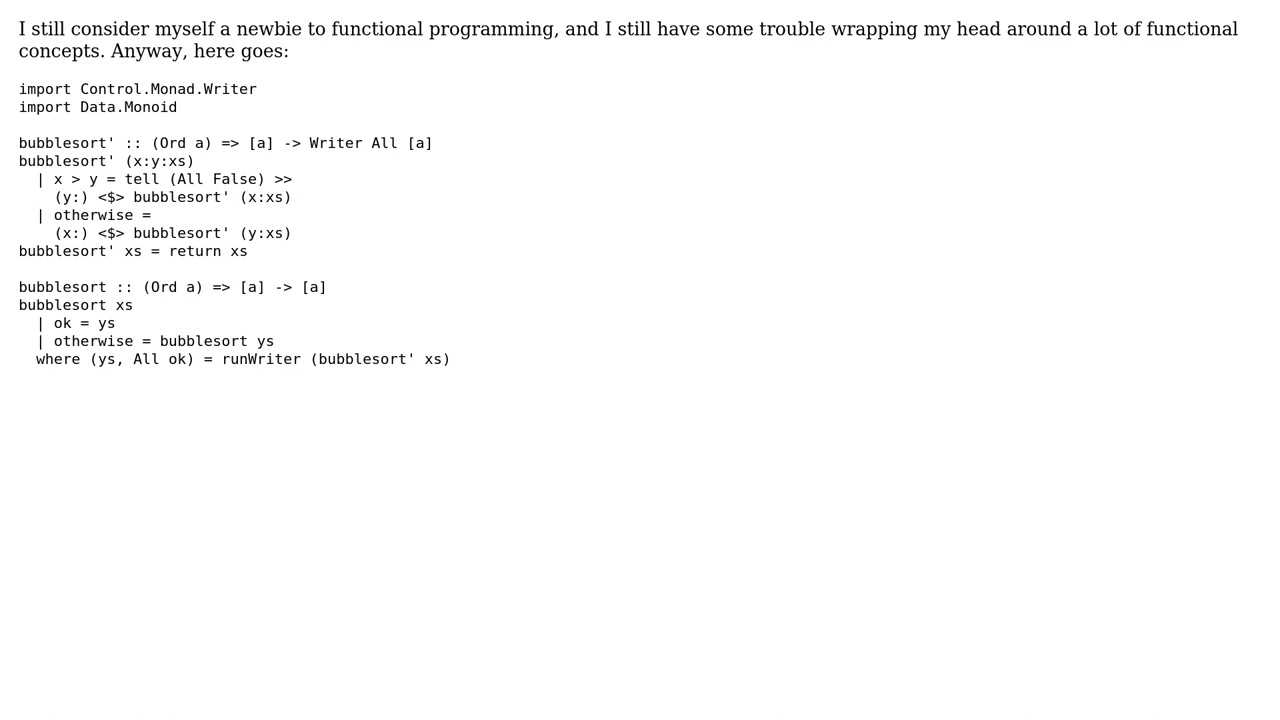 I still consider myself a newbie to functional programming, and I still have some trouble wrapping my head around a lot of functional
concepts. Anyway, here goes:
import Control.Monad.Writer
import Data.Monoid
bubblesort' :: (Ord a) => [a] -> Writer All [a]
bubblesort' (x:y:xs)
  | x > y = tell (All False) >>
    (y:) <$> bubblesort' (x:xs)
  | otherwise =
    (x:) <$> bubblesort' (y:xs)
bubblesort' xs = return xs
bubblesort :: (Ord a) => [a] -> [a]
bubblesort xs
  | ok = ys
  | otherwise = bubblesort ys
  where (ys, All ok) = runWriter (bubblesort' xs)